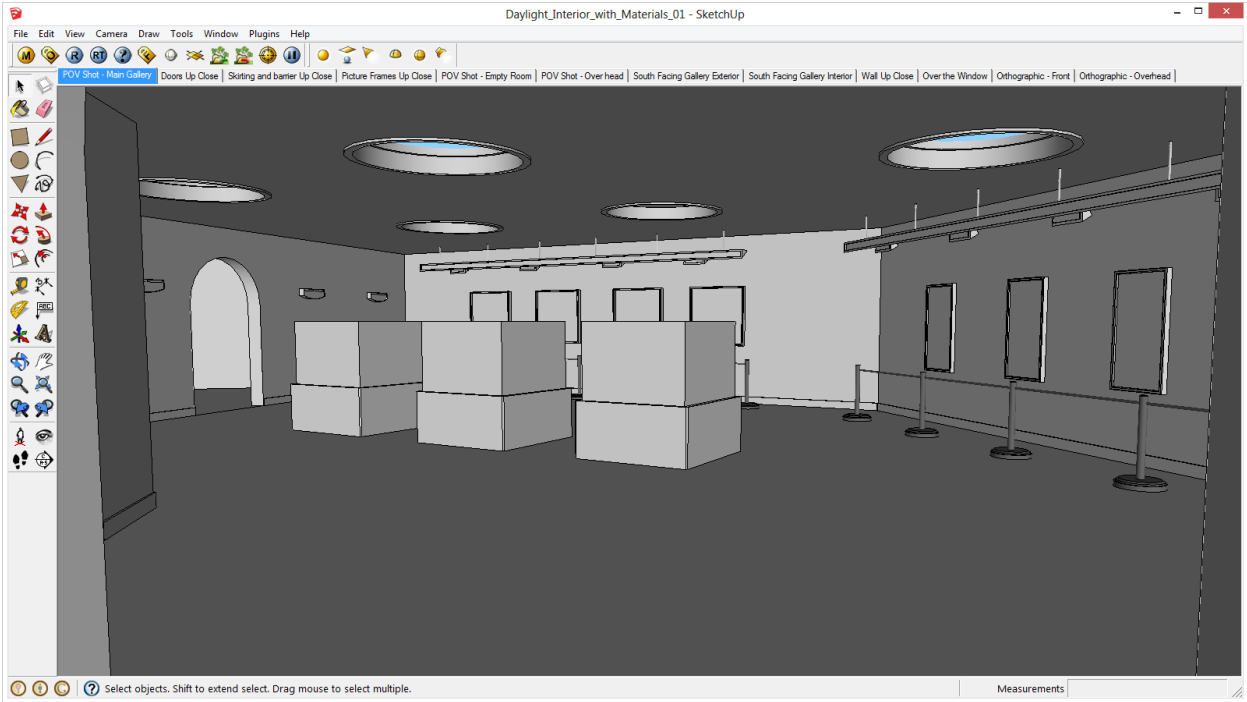 Daylight_Interior_with_Materials_01 - SketchUp
File Edit View Camera Draw Tools Window Plugins Help
M O R RT ?
POV Shot - Main Gallery Doors Up Close Skirting and barrier Up Close Picture Frames Up Close POV Shot - Empty Room POV Shot - Over head South Facing Gallery Exterior South Facing Gallery Interior Wall Up Close Over the Window Orthographic - Front Orthographic - Overhead
ABC
Select objects. Shift to extend select. Drag mouse to select multiple.
Measurements